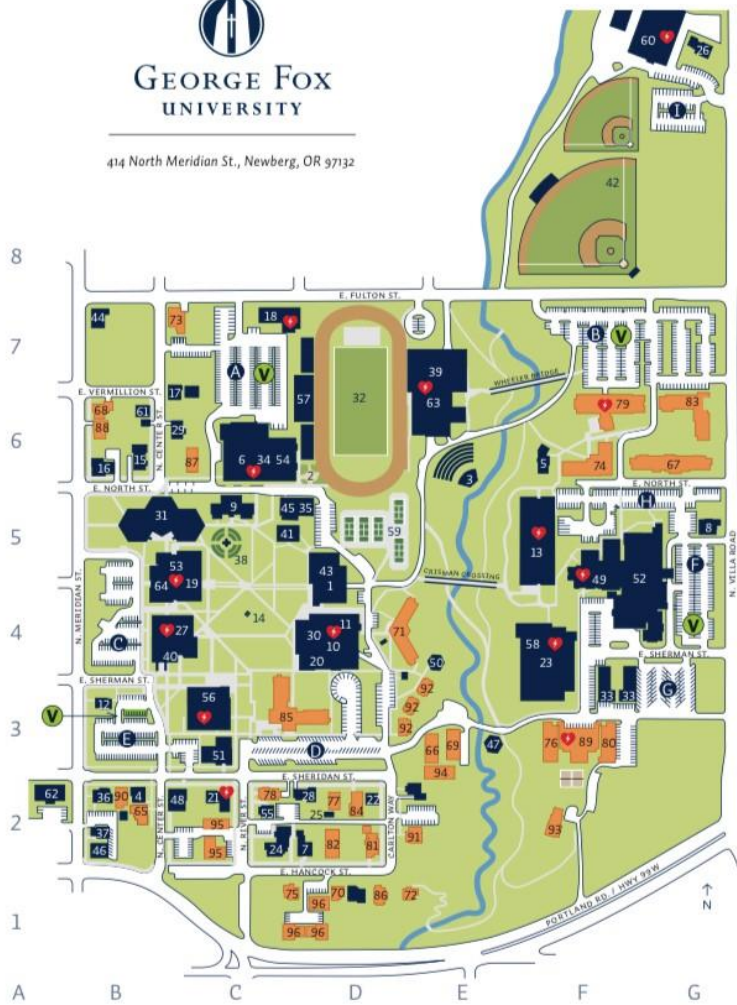 GEORGE FOX
UNIVERSITY
414 North Meridian St., Newberg, OR 97132
60
26
I
42
8
E. FULTON ST.
44
73
18
7
A
V
39
B
V
57
32
63
WHEELER BRIDGE
E. VERMILLION ST.
17
79
83
68
61
88
29
6
6 34 54
N. CENTER ST.
16
15
87
2
3
5
74
67
E. NORTH ST.
E. NORTH ST.
9
45 35
H
31
59
8
5
41
13
38
53
43
F
N. VILLA ROAD
64
19
1
CRISMAN CROSSING
49
52
14
11
N. MERIDIAN ST.
27
30
10
71
58
V
4
C
40
20
50
23
E. SHERMAN ST.
E. SHERMAN ST.
12
56
92
33 33
G
V
85
92
3
E
92
66
69
47
76
89
80
51
D
94
E. SHERIDAN ST.
62
36
90
4
48
21
78
28
77
22
65
55
25
84
2
N. CENTER ST.
95
N. RIVER ST.
CARLTON WAY
91
93
37
46
95
24
7
82
81
E. HANCOCK ST.
75
70
86
72
96
1
96 96
PORTLAND RD. / HWY 99W
N
A
B
C
D
E
F
G